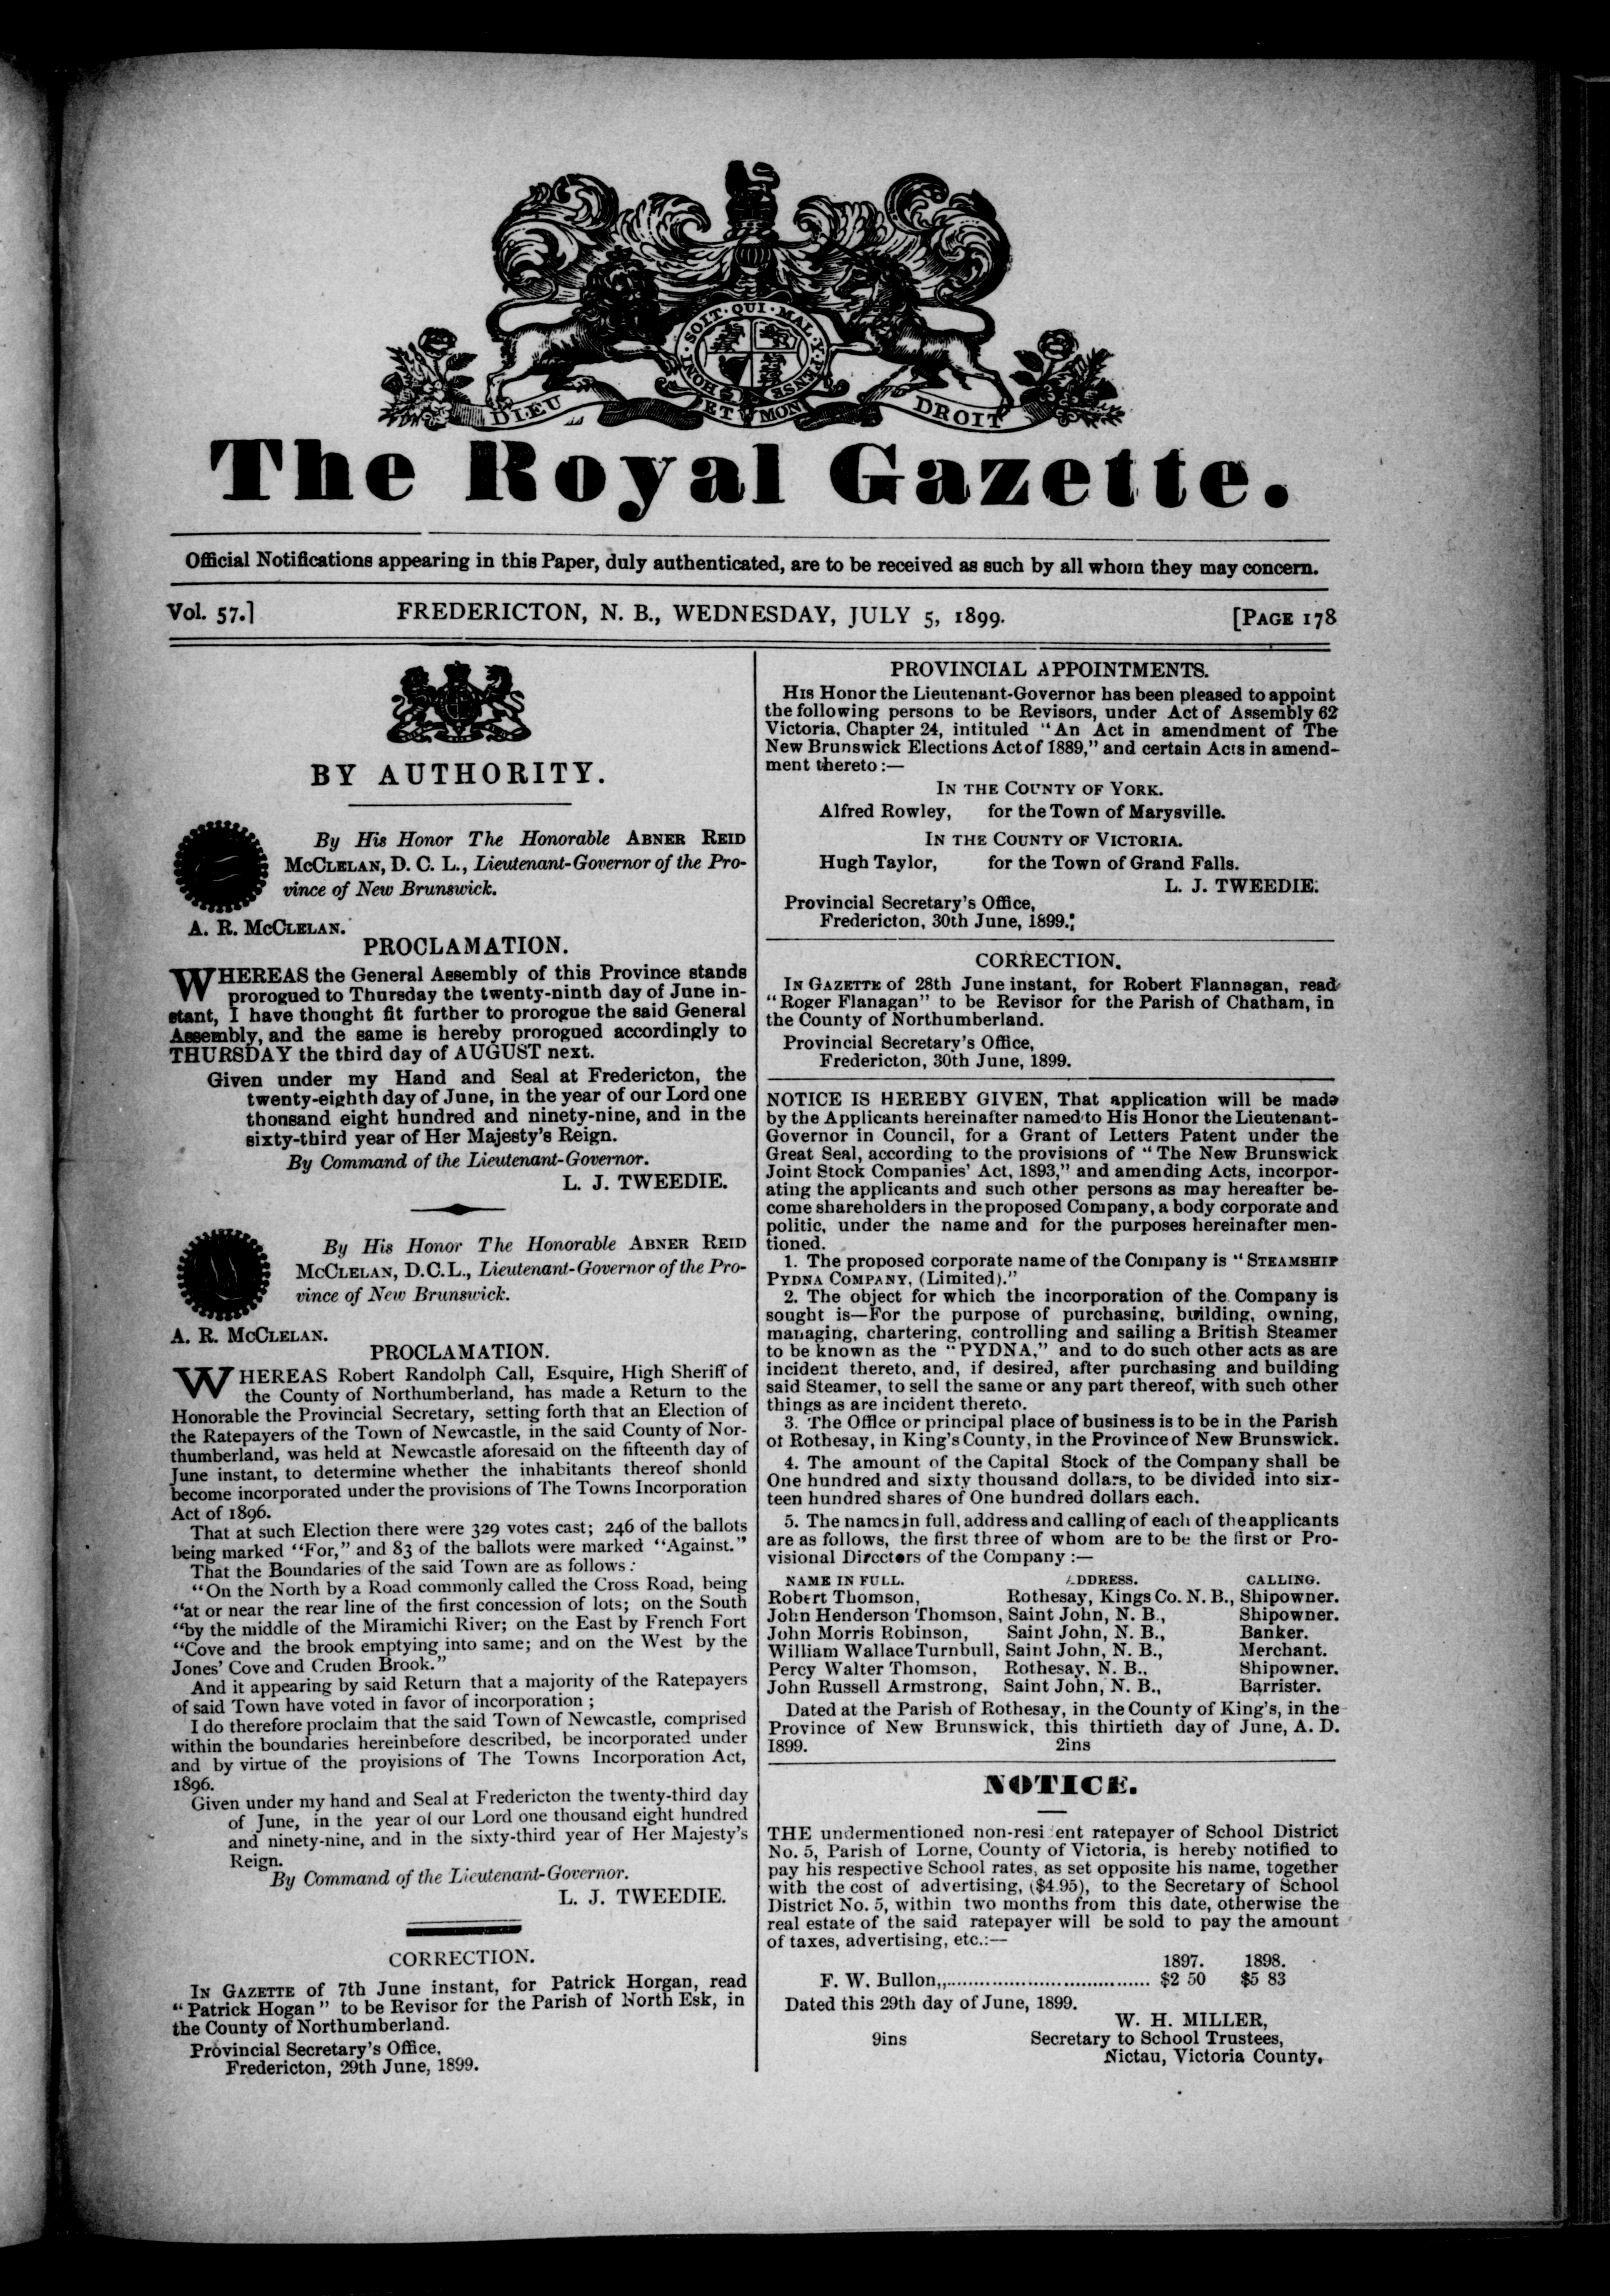 HONI · SOIT · QUI · MAL · Y · PENSE
DIEU ET MON DROIT
The Royal Gazette.
Official Notifications appearing in this Paper, duly authenticated, are to be received as such by all whom they may concern.
Vol. 57.]
FREDERICTON, N. B., WEDNESDAY, JULY 5, 1899.
[PAGE 178
BY AUTHORITY.
By His Honor The Honorable ABNER REID
MCCLELAN, D. C. L., Lieutenant-Governor of the Pro-
vince of New Brunswick.
A. R. MCCLELAN.
PROCLAMATION.
WHEREAS the General Assembly of this Province stands
prorogued to Thursday the twenty-ninth day of June in-
stant, I have thought fit further to prorogue the said General
Assembly, and the same is hereby prorogued accordingly to
THURSDAY the third day of AUGUST next.
Given under my Hand and Seal at Fredericton, the
twenty-eighth day of June, in the year of our Lord one
thonsand eight hundred and ninety-nine, and in the
sixty-third year of Her Majesty's Reign.
By Command of the Lieutenant-Governor.
L. J. TWEEDIE.
By His Honor The Honorable ABNER REID
MCCLELAN, D.C.L., Lieutenant-Governor of the Pro-
vince of New Brunswick.
A. R. MCCLELAN.
PROCLAMATION.
WHEREAS Robert Randolph Call, Esquire, High Sheriff of
the County of Northumberland, has made a Return to the
Honorable the Provincial Secretary, setting forth that an Election of
the Ratepayers of the Town of Newcastle, in the said County of Nor-
thumberland, was held at Newcastle aforesaid on the fifteenth day of
June instant, to determine whether the inhabitants thereof shonld
become incorporated under the provisions of The Towns Incorporation
Act of 1896.
That at such Election there were 329 votes cast; 246 of the ballots
being marked "For," and 83 of the ballots were marked "Against."
That the Boundaries of the said Town are as follows:
"On the North by a Road commonly called the Cross Road, being
"at or near the rear line of the first concession of lots; on the South
"by the middle of the Miramichi River; on the East by French Fort
"Cove and the brook emptying into same; and on the West by the
Jones' Cove and Cruden Brook."
And it appearing by said Return that a majority of the Ratepayers
of said Town have voted in favor of incorporation ;
I do therefore proclaim that the said Town of Newcastle, comprised
within the boundaries hereinbefore described, be incorporated under
and by virtue of the proyisions of The Towns Incorporation Act,
1896.
Given under my hand and Seal at Fredericton the twenty-third day
of June, in the year of our Lord one thousand eight hundred
and ninety-nine, and in the sixty-third year of Her Majesty's
Reign.
By Command of the Lieutenant-Governor.
L. J. TWEEDIE.
CORRECTION.
IN GAZETTE of 7th June instant, for Patrick Horgan, read
"Patrick Hogan" to be Revisor for the Parish of North Esk, in
the County of Northumberland.
Provincial Secretary's Office,
Fredericton, 29th June, 1899.
PROVINCIAL APPOINTMENTS.
HIS Honor the Lieutenant-Governor has been pleased to appoint
the following persons to be Revisors, under Act of Assembly 62
Victoria, Chapter 24, intituled "An Act in amendment of The
New Brunswick Elections Act of 1889," and certain Acts in amend-
ment thereto:—
IN THE COUNTY OF YORK.
Alfred Rowley, for the Town of Marysville.
IN THE COUNTY OF VICTORIA.
Hugh Taylor, for the Town of Grand Falls.
L. J. TWEEDIE.
Provincial Secretary's Office,
Fredericton, 30th June, 1899.
CORRECTION.
IN GAZETTE of 28th June instant, for Robert Flannagan, read
"Roger Flanagan" to be Revisor for the Parish of Chatham, in
the County of Northumberland.
Provincial Secretary's Office,
Fredericton, 30th June, 1899.
NOTICE IS HEREBY GIVEN, That application will be made
by the Applicants hereinafter named to His Honor the Lieutenant-
Governor in Council, for a Grant of Letters Patent under the
Great Seal, according to the provisions of "The New Brunswick
Joint Stock Companies' Act, 1893," and amending Acts, incorpor-
ating the applicants and such other persons as may hereafter be-
come shareholders in the proposed Company, a body corporate and
politic, under the name and for the purposes hereinafter men-
tioned.
1. The proposed corporate name of the Company is "STEAMSHIP
PYDNA COMPANY, (Limited)."
2. The object for which the incorporation of the Company is
sought is—For the purpose of purchasing, building, owning,
managing, chartering, controlling and sailing a British Steamer
to be known as the "PYDNA," and to do such other acts as are
incident thereto, and, if desired, after purchasing and building
said Steamer, to sell the same or any part thereof, with such other
things as are incident thereto.
3. The Office or principal place of business is to be in the Parish
of Rothesay, in King's County, in the Province of New Brunswick.
4. The amount of the Capital Stock of the Company shall be
One hundred and sixty thousand dollars, to be divided into six-
teen hundred shares of One hundred dollars each.
5. The names in full, address and calling of each of the applicants
are as follows, the first three of whom are to be the first or Pro-
visional Directors of the Company :—
NAME IN FULL. ADDRESS. CALLING.
Robert Thomson, Rothesay, Kings Co. N. B., Shipowner.
John Henderson Thomson, Saint John, N. B., Shipowner.
John Morris Robinson, Saint John, N. B., Banker.
William Wallace Turnbull, Saint John, N. B., Merchant.
Percy Walter Thomson, Rothesay, N. B., Shipowner.
John Russell Armstrong, Saint John, N. B., Barrister.
Dated at the Parish of Rothesay, in the County of King's, in the
Province of New Brunswick, this thirtieth day of June, A. D.
1899. 2ins
NOTICE.
THE undermentioned non-resi ent ratepayer of School District
No. 5, Parish of Lorne, County of Victoria, is hereby notified to
pay his respective School rates, as set opposite his name, together
with the cost of advertising, ($4.95), to the Secretary of School
District No. 5, within two months from this date, otherwise the
real estate of the said ratepayer will be sold to pay the amount
of taxes, advertising, etc.:—
1897. 1898.
F. W. Bullon,,...................................... $2 50 $5 83
Dated this 29th day of June, 1899.
W. H. MILLER,
9ins Secretary to School Trustees,
Nictau, Victoria County.